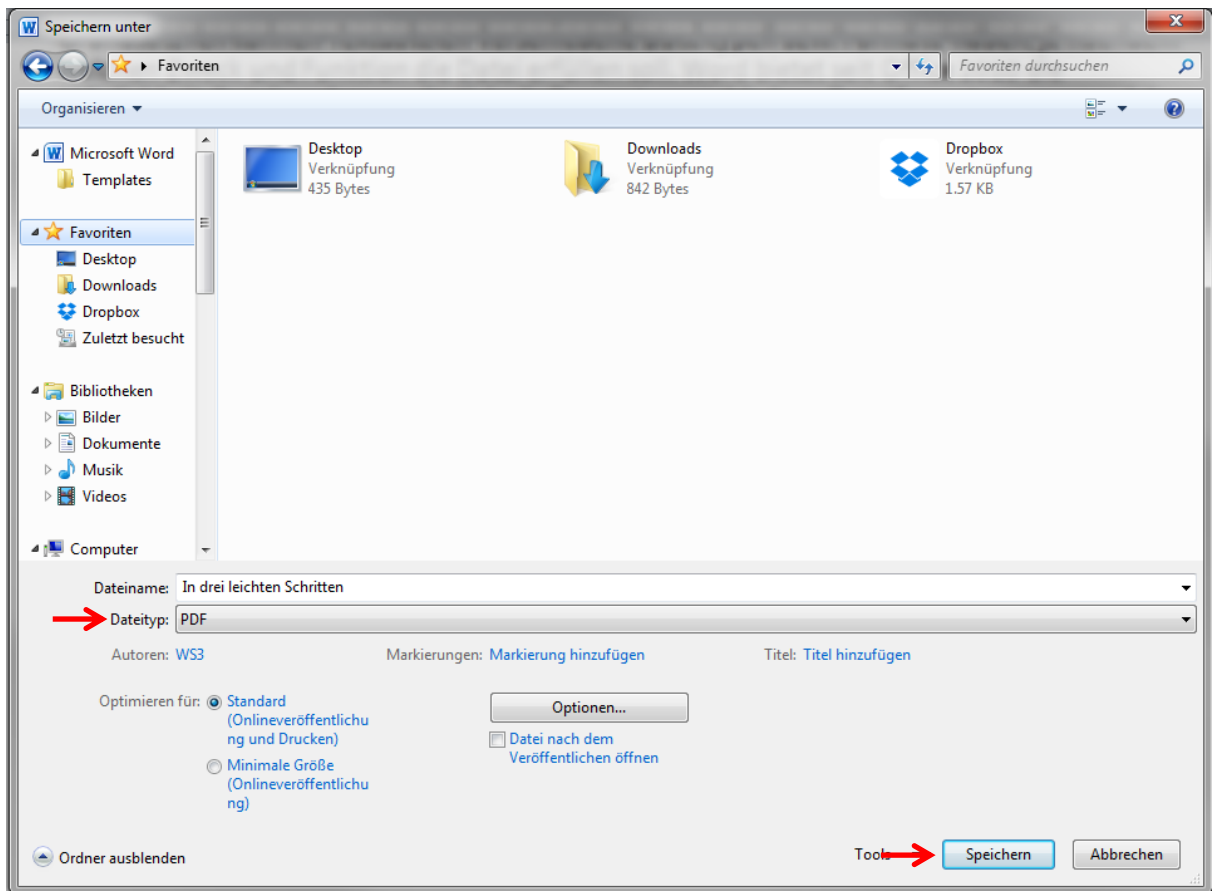 Speichern unter
Favoriten
Favoriten durchsuchen
Organisieren
Microsoft Word
Templates
Favoriten
Desktop
Downloads
Dropbox
Zuletzt besucht
Bibliotheken
Bilder
Dokumente
Musik
Videos
Computer
Desktop
Verknüpfung
435 Bytes
Downloads
Verknüpfung
842 Bytes
Dropbox
Verknüpfung
1.57 KB
Dateiname: In drei leichten Schritten
Dateityp: PDF
Autoren: WS3 Markierungen: Markierung hinzufügen Titel: Titel hinzufügen
Optimieren für: Standard
(Onlineveröffentlichu
ng und Drucken)
Minimale Größe
(Onlineveröffentlichu
ng)
Optionen...
Datei nach dem
Veröffentlichen öffnen
Ordner ausblenden
Tools Speichern Abbrechen